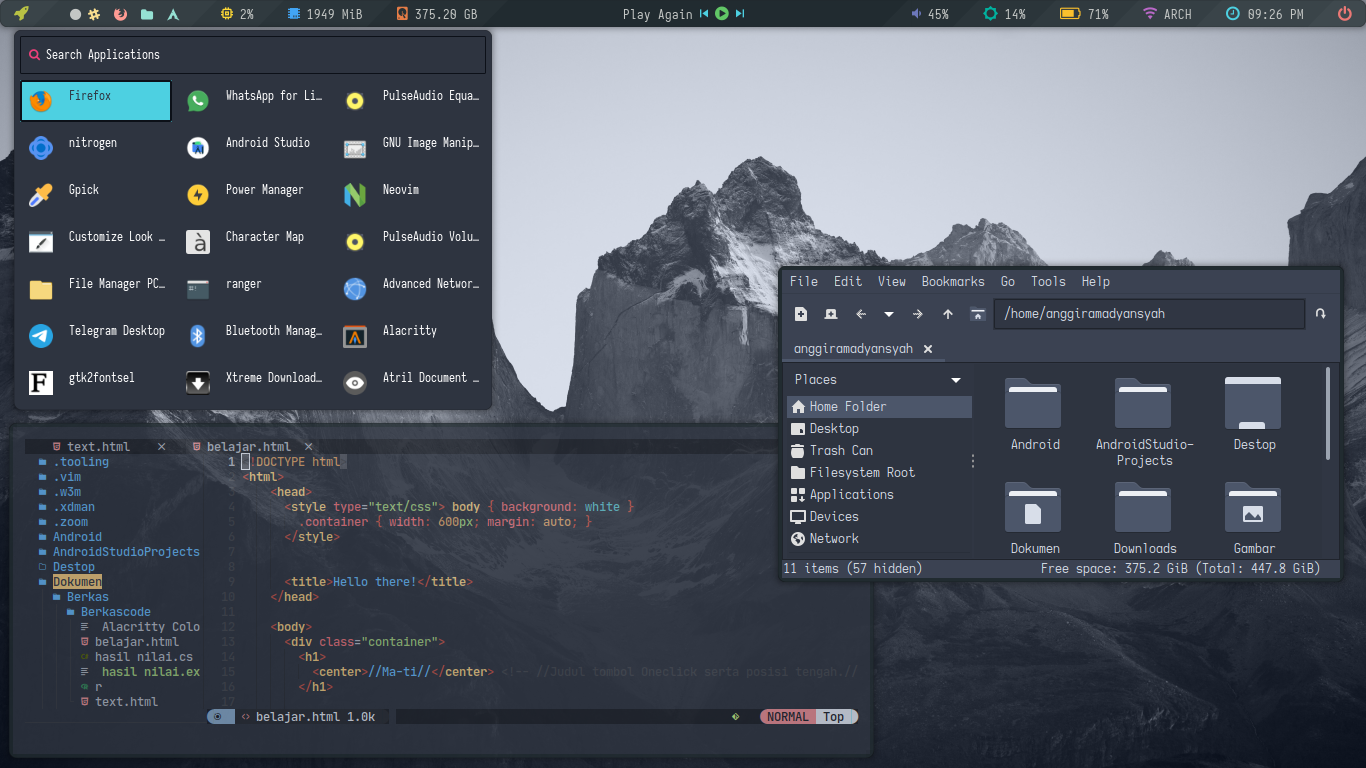 2% 1949 MiB 375.20 GB Play Again 45% 14% 71% ARCH 09:26 PM
Search Applications
Firefox WhatsApp for Li… PulseAudio Equa…
nitrogen Android Studio GNU Image Manip…
Gpick Power Manager Neovim
Customize Look … Character Map PulseAudio Volu…
File Manager PC… ranger Advanced Networ…
Telegram Desktop Bluetooth Manag… Alacritty
gtk2fontsel Xtreme Download… Atril Document …
File Edit View Bookmarks Go Tools Help
/home/anggiramadyansyah
anggiramadyansyah
Places
Home Folder
Desktop
Trash Can
Filesystem Root
Applications
Devices
Network
Android AndroidStudio-Projects Destop
Dokumen Downloads Gambar
11 items (57 hidden) Free space: 375.2 GiB (Total: 447.8 GiB)
text.html belajar.html
.tooling
.vim
.w3m
.xdman
.zoom
Android
AndroidStudioProjects
Destop
Dokumen
Berkas
Berkascode
Alacritty Colo
belajar.html
hasil nilai.cs
hasil nilai.ex
r
text.html
1 <!DOCTYPE html
<html>
<head>
4 <style type="text/css"> body { background: white }
5 .container { width: 600px; margin: auto; }
6 </style>
7
8
9 <title>Hello there!</title>
10 </head>
11
12 <body>
13 <div class="container">
14 <h1>
15 <center>//Ma-ti//</center> <!-- //Judul tombol Oneclick serta posisi tengah.//
16 </h1>
17
belajar.html 1.0k NORMAL Top